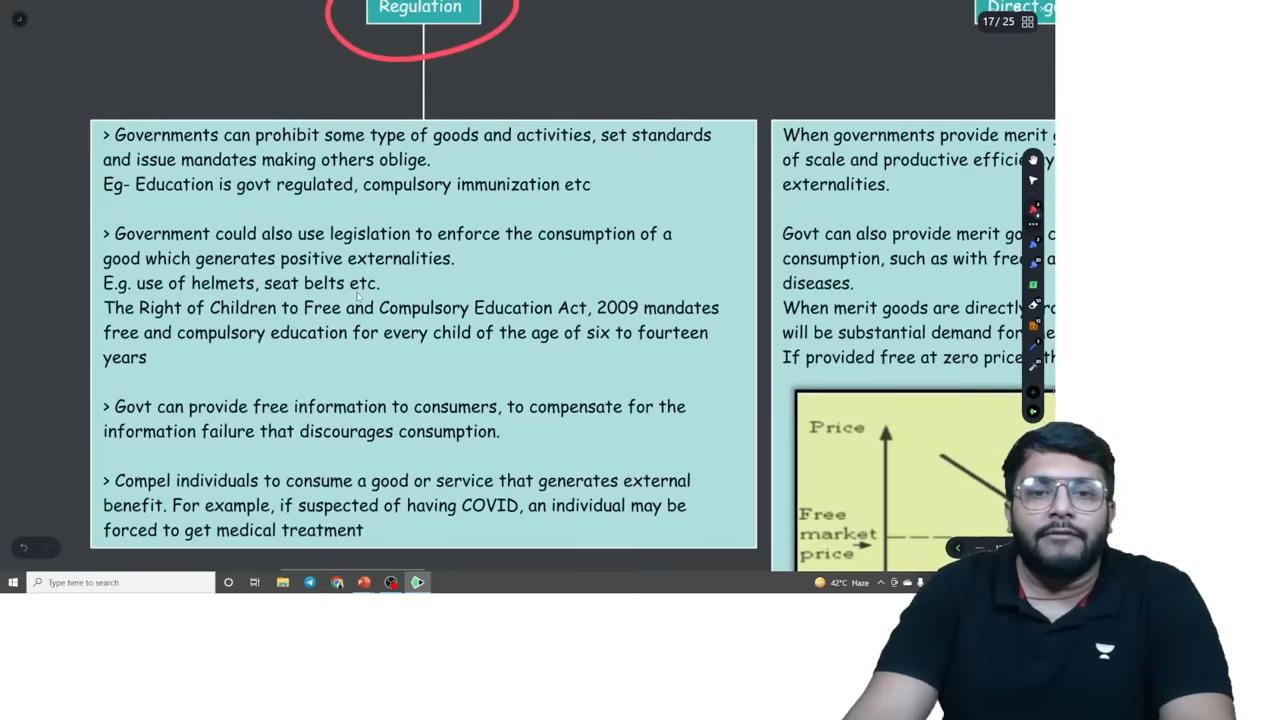 Regulation
17/25
> Governments can prohibit some type of goods and activities, set standards
and issue mandates making others oblige.
Eg- Education is govt regulated, compulsory immunization etc
> Government could also use legislation to enforce the consumption of a
good which generates positive externalities.
E.g. use of helmets, seat belts etc.
The Right of Children to Free and Compulsory Education Act, 2009 mandates
free and compulsory education for every child of the age of six to fourteen
years
> Govt can provide free information to consumers, to compensate for the
information failure that discourages consumption.
> Compel individuals to consume a good or service that generates external
benefit. For example, if suspected of having COVID, an individual may be
forced to get medical treatment
When governments provide merit
of scale and productive
externalities.
Govt can also provide merit
consumption, such as with
diseases.
When merit goods are directly
will be substantial demand for
If provided free at zero price
Price
Free
market
price
Type here to search
42°C Haze